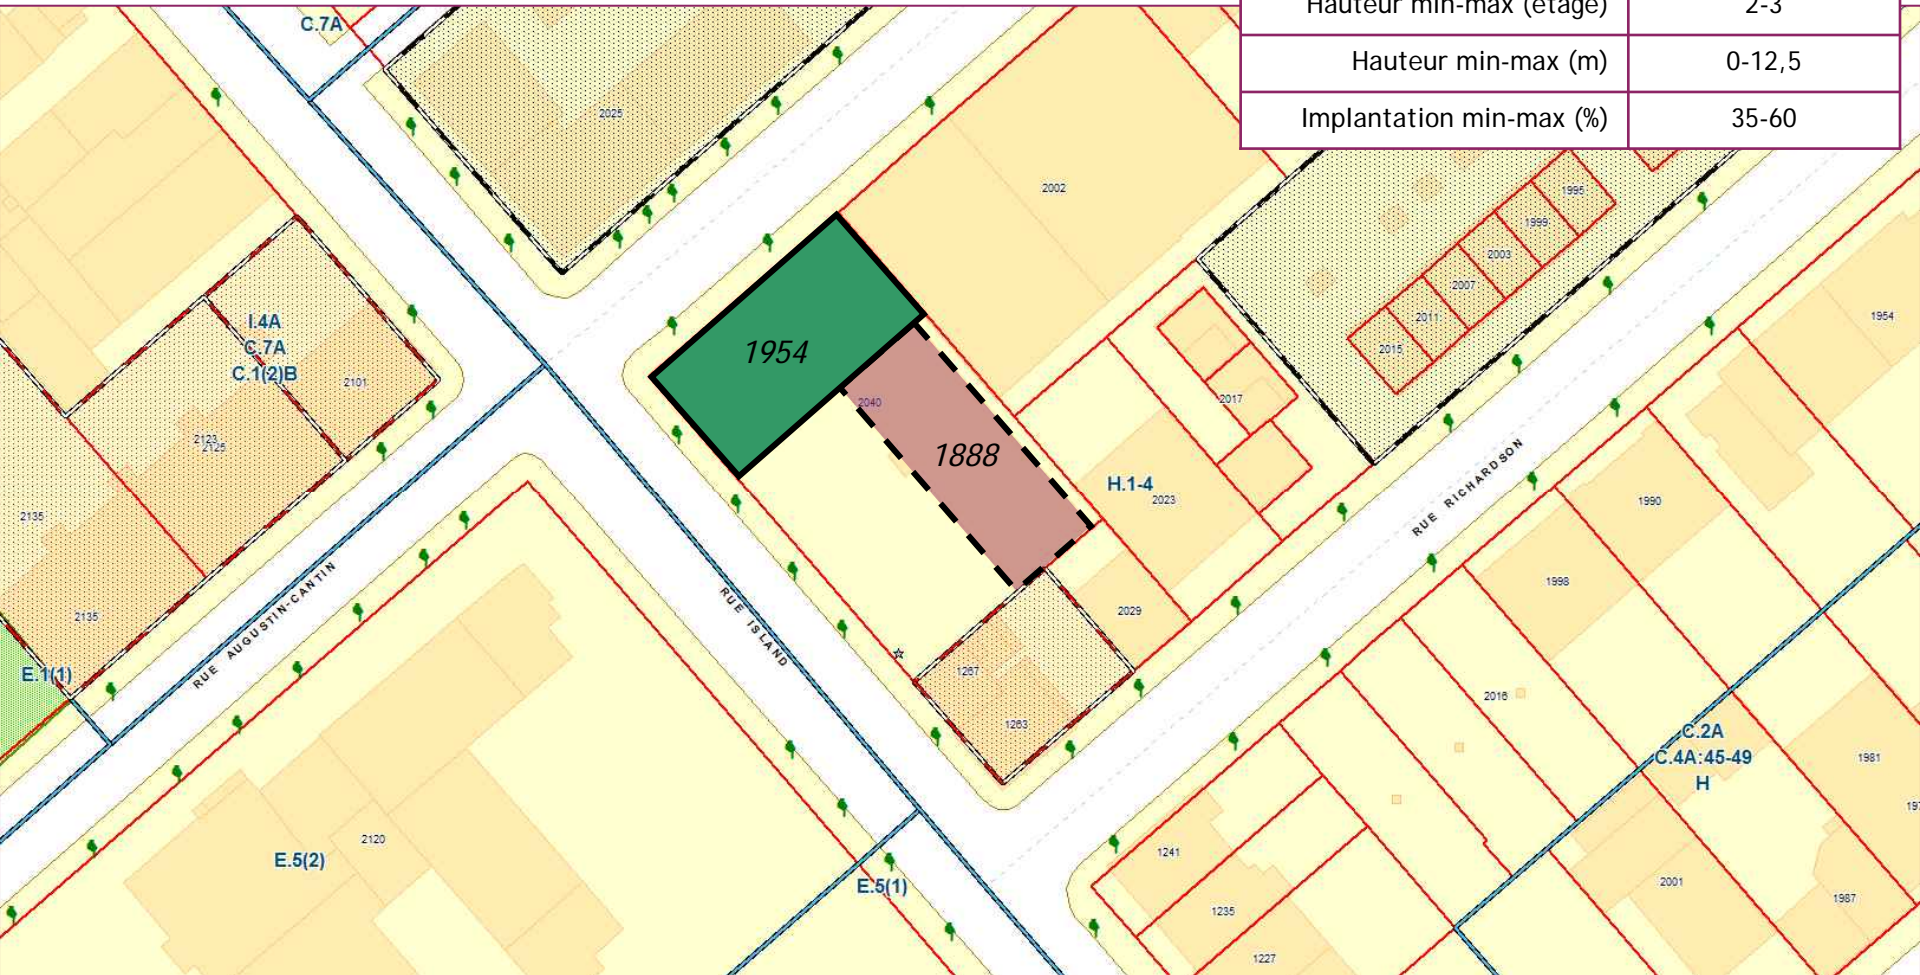 Hauteur min-max (étage) 2-3
Hauteur min-max (m) 0-12,5
Implantation min-max (%) 35-60
C.7A
2025
2002
1995
1999
2003
2007
2011
2015
1954
I.4A
C.7A
C.1(2)B
2101
2123
2125
2135
2135
1954
2040
1888
2017
H.1-4
2023
2029
1267
1263
RUE RICHARDSON
1990
1998
2016
1954
RUE AUGUSTIN-CANTIN
RUE ISLAND
E.1(1)
E.5(2)
2120
E.5(1)
C.2A
C.4A:45-49
H
1981
1241
1235
1227
2001
1987